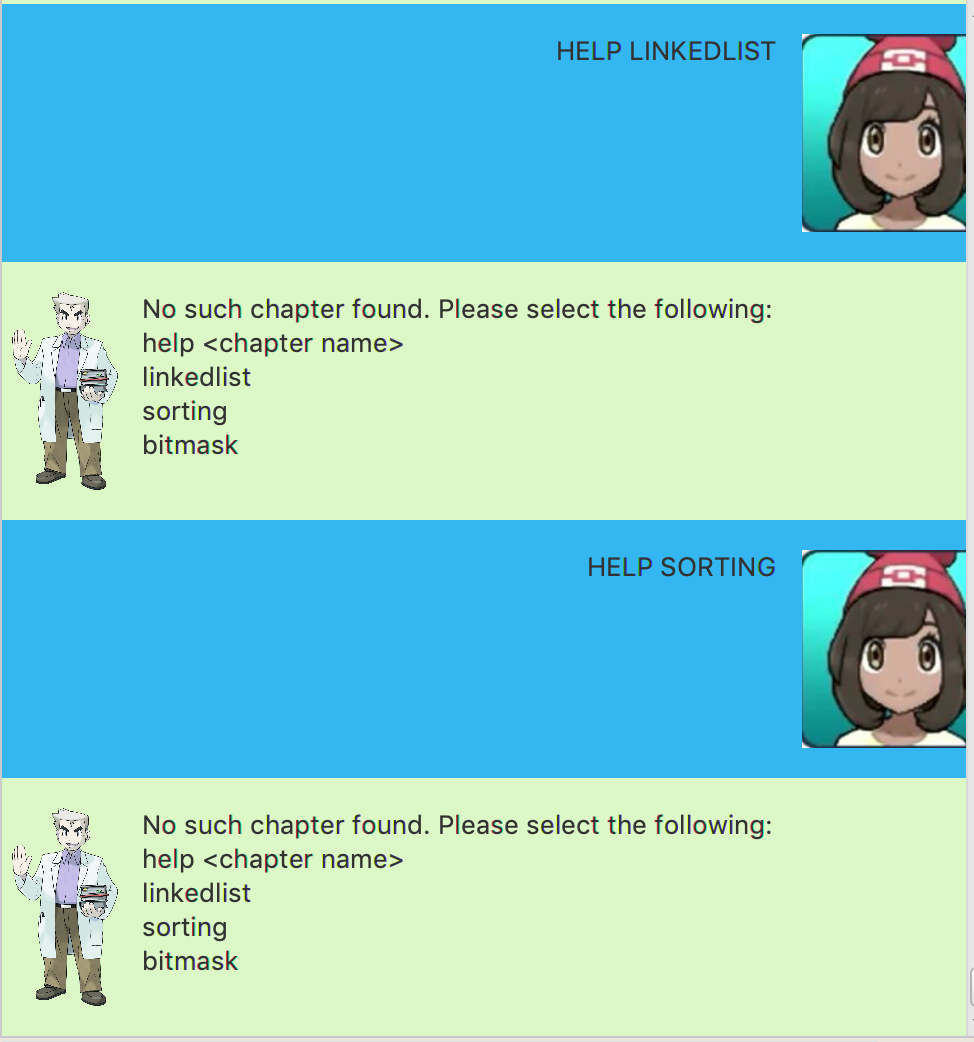 HELP LINKEDLIST
No such chapter found. Please select the following:
help <chapter name>
linkedlist
sorting
bitmask
HELP SORTING
No such chapter found. Please select the following:
help <chapter name>
linkedlist
sorting
bitmask